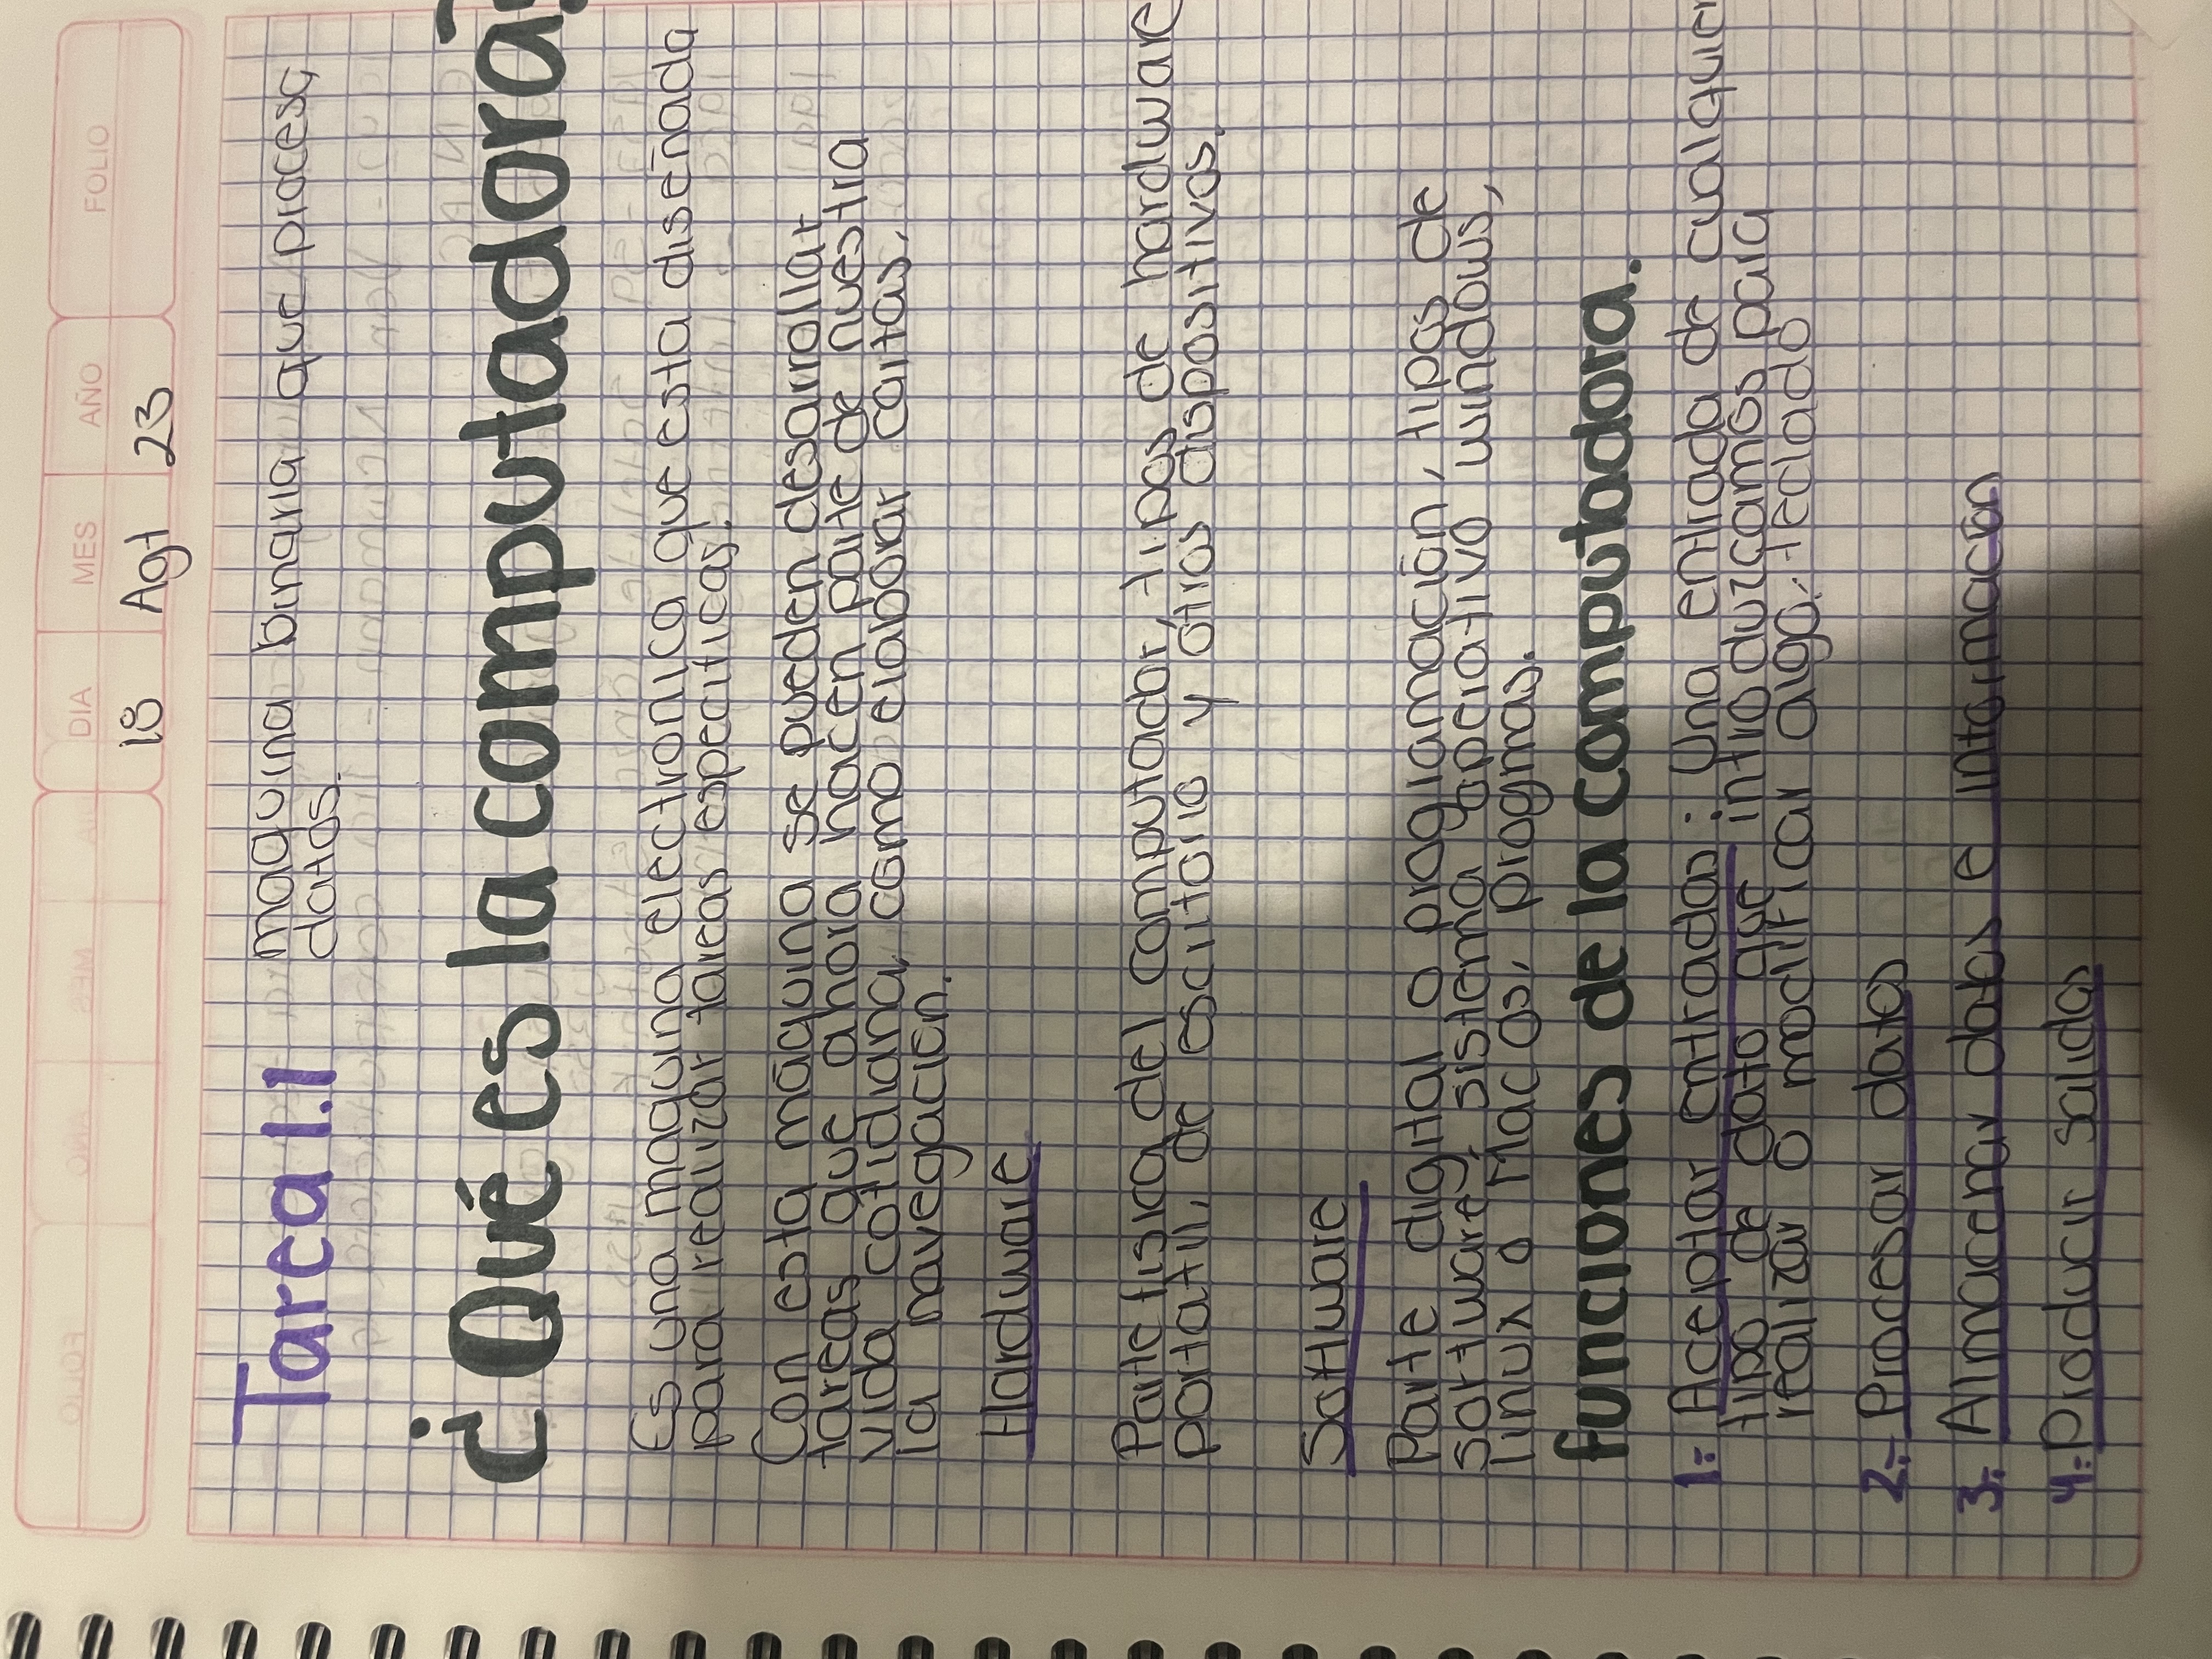 DIA MES AÑO FOLIO
18 Agt 23
Tarea 1.1 maquina binaria que procesa
datos.
¿Qué es la computadora?
Es una maquina electrónica que esta diseñada
para realizar tareas especificas.
Con esta máquina se pueden desarrollar
tareas que ahora hacen parte de nuestra
vida cotidiana, como elaborar cartas,
la navegación.
Hardware
Parte fisica del computador, tipos de hardware
portatil, de escritorio y otros dispositivos.
Software
Parte digital o programación, tipos de
software, sistema operativo windows,
linux o Mac os, progrmas.
funciones de la computadora.
1.- Aceptar entradas: Una entrada de cualquier
tipo de dato que introduzcamos para
realizar o modificar algo. teclado
2.- Procesar datos
3.- Almacenar datos e información
4.- Producir salidas